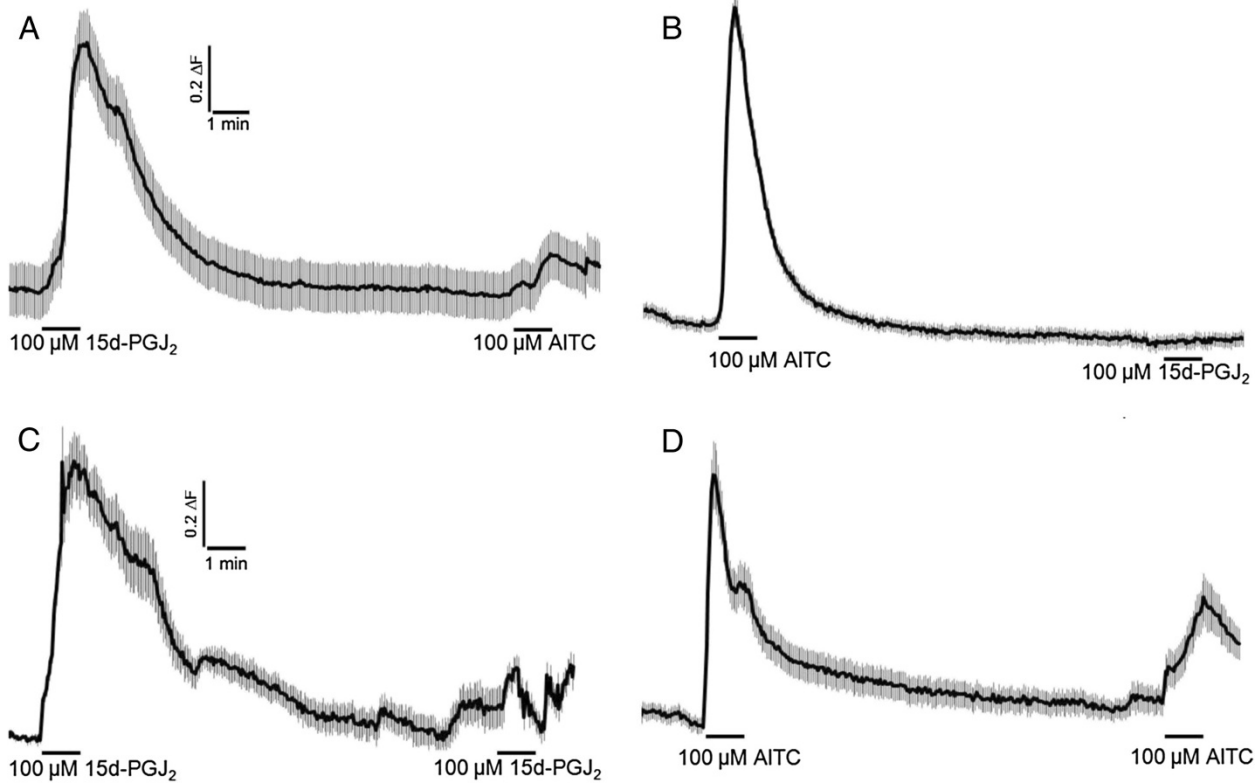 A
0.2 ΔF
1 min
100 µM 15d-PGJ₂
100 µM AITC
B
100 µM AITC
100 µM 15d-PGJ₂
C
0.2 ΔF
1 min
100 µM 15d-PGJ₂
100 µM 15d-PGJ₂
D
100 µM AITC
100 µM AITC